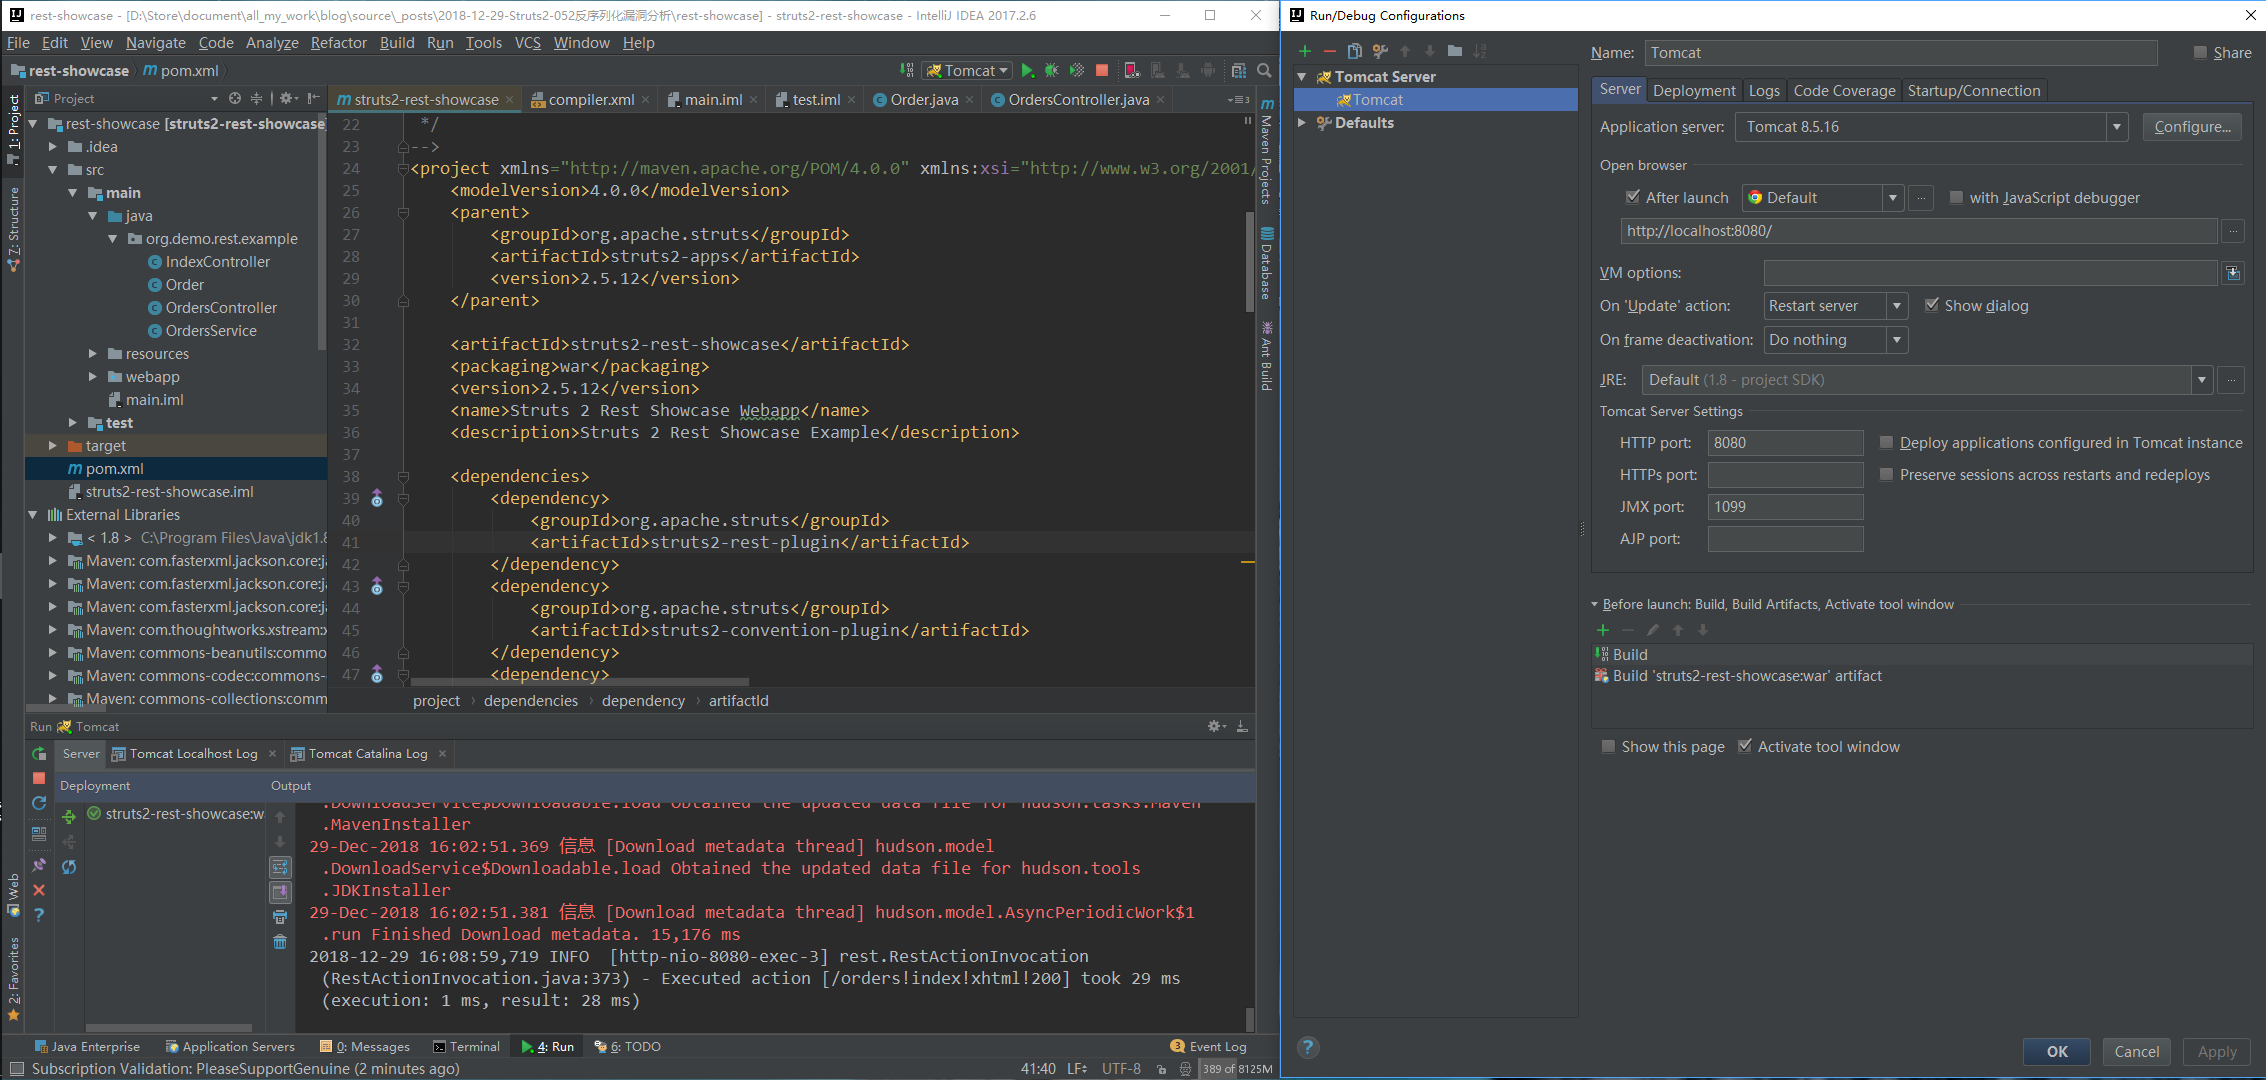 rest-showcase - [D:\Store\document\all_my_work\blog\source\_posts\2018-12-29-Struts2-052反序列化漏洞分析\rest-showcase] - struts2-rest-showcase - IntelliJ IDEA 2017.2.6
File Edit View Navigate Code Analyze Refactor Build Run Tools VCS Window Help
rest-showcase pom.xml
Tomcat
Project
struts2-rest-showcase compiler.xml main.iml test.iml Order.java OrdersController.java
1: Project
7: Structure
Web
2: Favorites
rest-showcase [struts2-rest-showcase]
.idea
src
main
java
org.demo.rest.example
IndexController
Order
OrdersController
OrdersService
resources
webapp
main.iml
test
target
pom.xml
struts2-rest-showcase.iml
External Libraries
< 1.8 > C:\Program Files\Java\jdk1.8
Maven: com.fasterxml.jackson.core:ja
Maven: com.fasterxml.jackson.core:ja
Maven: com.fasterxml.jackson.core:ja
Maven: com.thoughtworks.xstream:x
Maven: commons-beanutils:commo
Maven: commons-codec:commons-
Maven: commons-collections:comm
22 */
23 -->
24 <project xmlns="http://maven.apache.org/POM/4.0.0" xmlns:xsi="http://www.w3.org/2001/
25 <modelVersion>4.0.0</modelVersion>
26 <parent>
27 <groupId>org.apache.struts</groupId>
28 <artifactId>struts2-apps</artifactId>
29 <version>2.5.12</version>
30 </parent>
31
32 <artifactId>struts2-rest-showcase</artifactId>
33 <packaging>war</packaging>
34 <version>2.5.12</version>
35 <name>Struts 2 Rest Showcase Webapp</name>
36 <description>Struts 2 Rest Showcase Example</description>
37
38 <dependencies>
39 <dependency>
40 <groupId>org.apache.struts</groupId>
41 <artifactId>struts2-rest-plugin</artifactId>
42 </dependency>
43 <dependency>
44 <groupId>org.apache.struts</groupId>
45 <artifactId>struts2-convention-plugin</artifactId>
46 </dependency>
47 <dependency>
project › dependencies › dependency › artifactId
Maven Projects
Database
Ant Build
Run Tomcat
Server Tomcat Localhost Log Tomcat Catalina Log
Deployment Output
struts2-rest-showcase:w
.DownloadService$Downloadable.load Obtained the updated data file for hudson.tasks.Maven
.MavenInstaller
29-Dec-2018 16:02:51.369 信息 [Download metadata thread] hudson.model
.DownloadService$Downloadable.load Obtained the updated data file for hudson.tools
.JDKInstaller
29-Dec-2018 16:02:51.381 信息 [Download metadata thread] hudson.model.AsyncPeriodicWork$1
.run Finished Download metadata. 15,176 ms
2018-12-29 16:08:59,719 INFO [http-nio-8080-exec-3] rest.RestActionInvocation
(RestActionInvocation.java:373) - Executed action [/orders!index!xhtml!200] took 29 ms
(execution: 1 ms, result: 28 ms)
Java Enterprise Application Servers 0: Messages Terminal 4: Run 6: TODO 3 Event Log
Subscription Validation: PleaseSupportGenuine (2 minutes ago) 41:40 LF UTF-8 389 of 8125M
Run/Debug Configurations
Tomcat Server
Tomcat
Defaults
Name: Tomcat Share
Server Deployment Logs Code Coverage Startup/Connection
Application server: Tomcat 8.5.16 Configure...
Open browser
After launch Default ... with JavaScript debugger
http://localhost:8080/ ...
VM options:
On 'Update' action: Restart server Show dialog
On frame deactivation: Do nothing
JRE: Default (1.8 - project SDK) ...
Tomcat Server Settings
HTTP port: 8080 Deploy applications configured in Tomcat instance
HTTPs port: Preserve sessions across restarts and redeploys
JMX port: 1099
AJP port:
Before launch: Build, Build Artifacts, Activate tool window
Build
Build 'struts2-rest-showcase:war' artifact
Show this page Activate tool window
? OK Cancel Apply